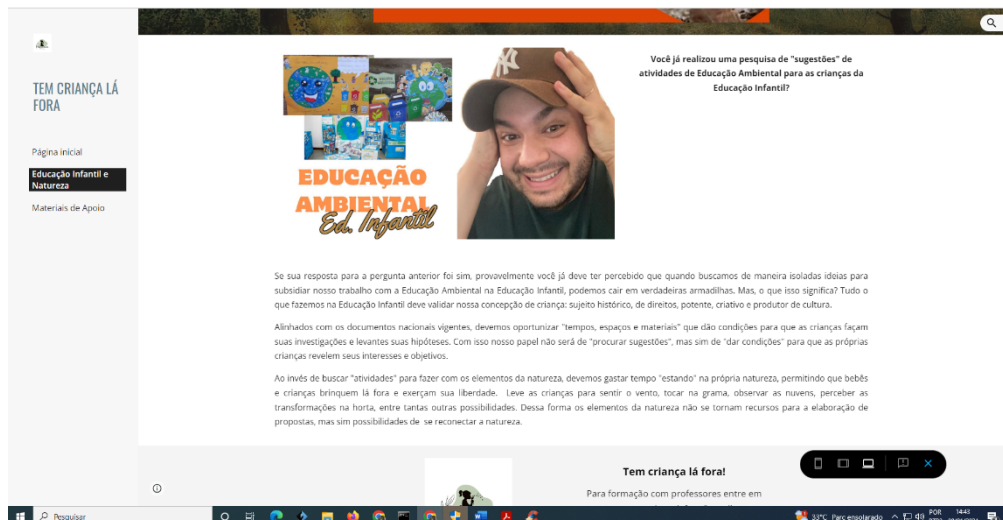 TEM CRIANÇA LÁ
FORA
Página inicial
Educação Infantil e
Natureza
Materiais de Apoio
Você já realizou uma pesquisa de "sugestões" de
atividades de Educação Ambiental para as crianças da
Educação Infantil?
EDUCAÇÃO
AMBIENTAL
Ed. Infantil
Se sua resposta para a pergunta anterior foi sim, provavelmente você já deve ter percebido que quando buscamos de maneira isoladas ideias para
subsidiar nosso trabalho com a Educação Ambiental na Educação Infantil, podemos cair em verdadeiras armadilhas. Mas, o que isso significa? Tudo o
que fazemos na Educação Infantil deve validar nossa concepção de criança: sujeito histórico, de direitos, potente, criativo e produtor de cultura.
Alinhados com os documentos nacionais vigentes, devemos oportunizar "tempos, espaços e materiais" que dão condições para que as crianças façam
suas investigações e levantes suas hipóteses. Com isso nosso papel não será de "procurar sugestões", mas sim de "dar condições" para que as próprias
crianças revelem seus interesses e objetivos.
Ao invés de buscar "atividades" para fazer com os elementos da natureza, devemos gastar tempo "estando" na própria natureza, permitindo que bebês
e crianças brinquem lá fora e exerçam sua liberdade. Leve as crianças para sentir o vento, tocar na grama, observar as nuvens, perceber as
transformações na horta, entre tantas outras possibilidades. Dessa forma os elementos da natureza não se tornam recursos para a elaboração de
propostas, mas sim possibilidades de se reconectar a natureza.
Tem criança lá fora!
Para formação com professores entre em
Pesquisar
33°C Parc ensolarado
POR
1443